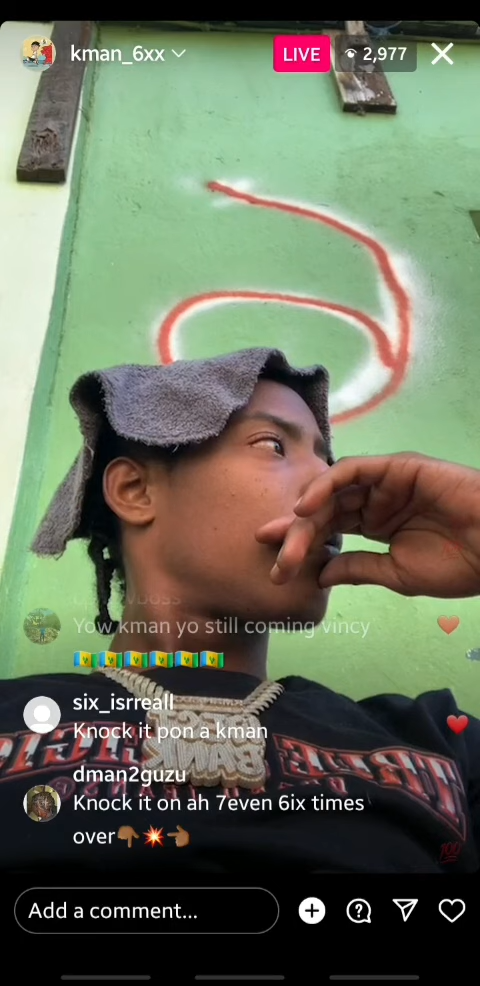 kman_6xx
LIVE
2,977
Yow kman yo still coming vincy
🇻🇨🇻🇨🇻🇨🇻🇨🇻🇨🇻🇨
six_isrreall
Knock it pon a kman
dman2guzu
Knock it on ah 7even 6ix times
over👇🏾💥👈🏾
BANK
💯
Add a comment...